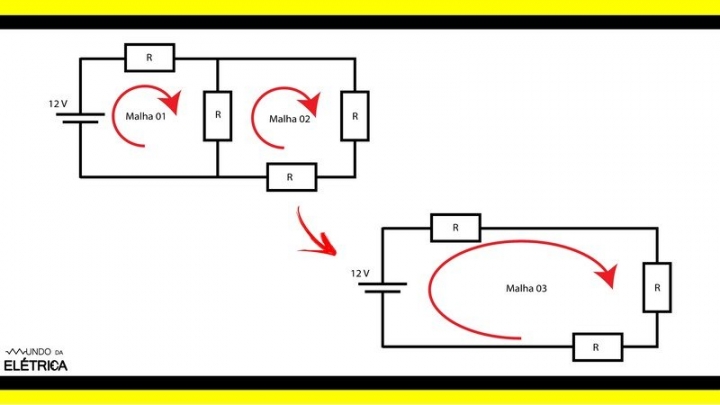 R
12 V
Malha 01
R
Malha 02
R
R
R
12 V
Malha 03
R
R
MUNDO DA
ELÉTRICA